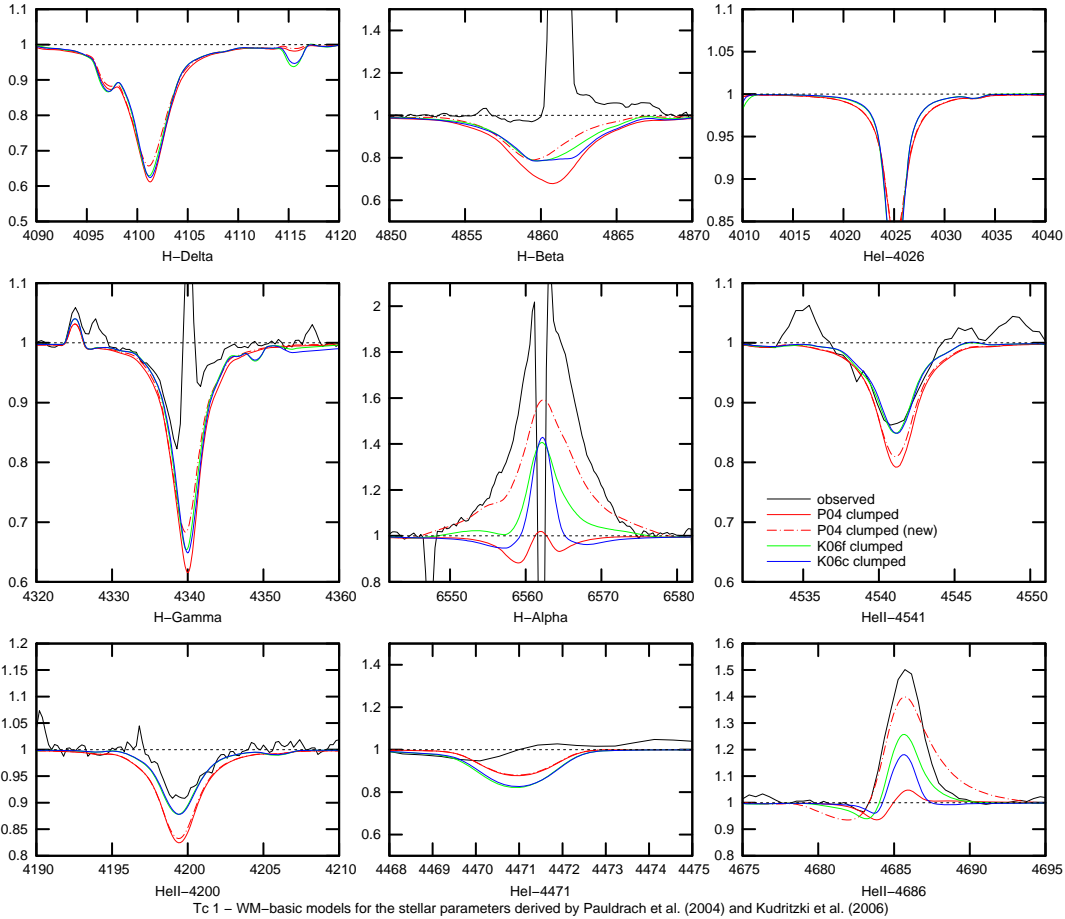 1
0.9
0.8
0.7
0.6
0.5
4090 4095 4100 4105 4110 4115 4120
H−Delta
1.4
1.2
1
0.8
0.6
4850 4855 4860 4865 4870
H−Beta
1.1
1.05
1
0.95
0.9
0.85
4010 4015 4020 4025 4030 4035 4040
HeI−4026
1.1
1
0.9
0.8
0.7
0.6
4320 4330 4340 4350 4360
H−Gamma
2
1.8
1.6
1.4
1.2
1
0.8
6550 6560 6570 6580
H−Alpha
1.1
1
0.9
0.8
0.7
0.6
4535 4540 4545 4550
HeII−4541
observed
P04 clumped
P04 clumped (new)
K06f clumped
K06c clumped
1.2
1.15
1.1
1.05
1
0.95
0.9
0.85
0.8
4190 4195 4200 4205 4210
HeII−4200
1.4
1.2
1
0.8
0.6
4468 4469 4470 4471 4472 4473 4474 4475
HeI−4471
1.6
1.5
1.4
1.3
1.2
1.1
1
0.9
0.8
4675 4680 4685 4690 4695
HeII−4686
Tc 1 − WM−basic models for the stellar parameters derived by Pauldrach et al. (2004) and Kudritzki et al. (2006)